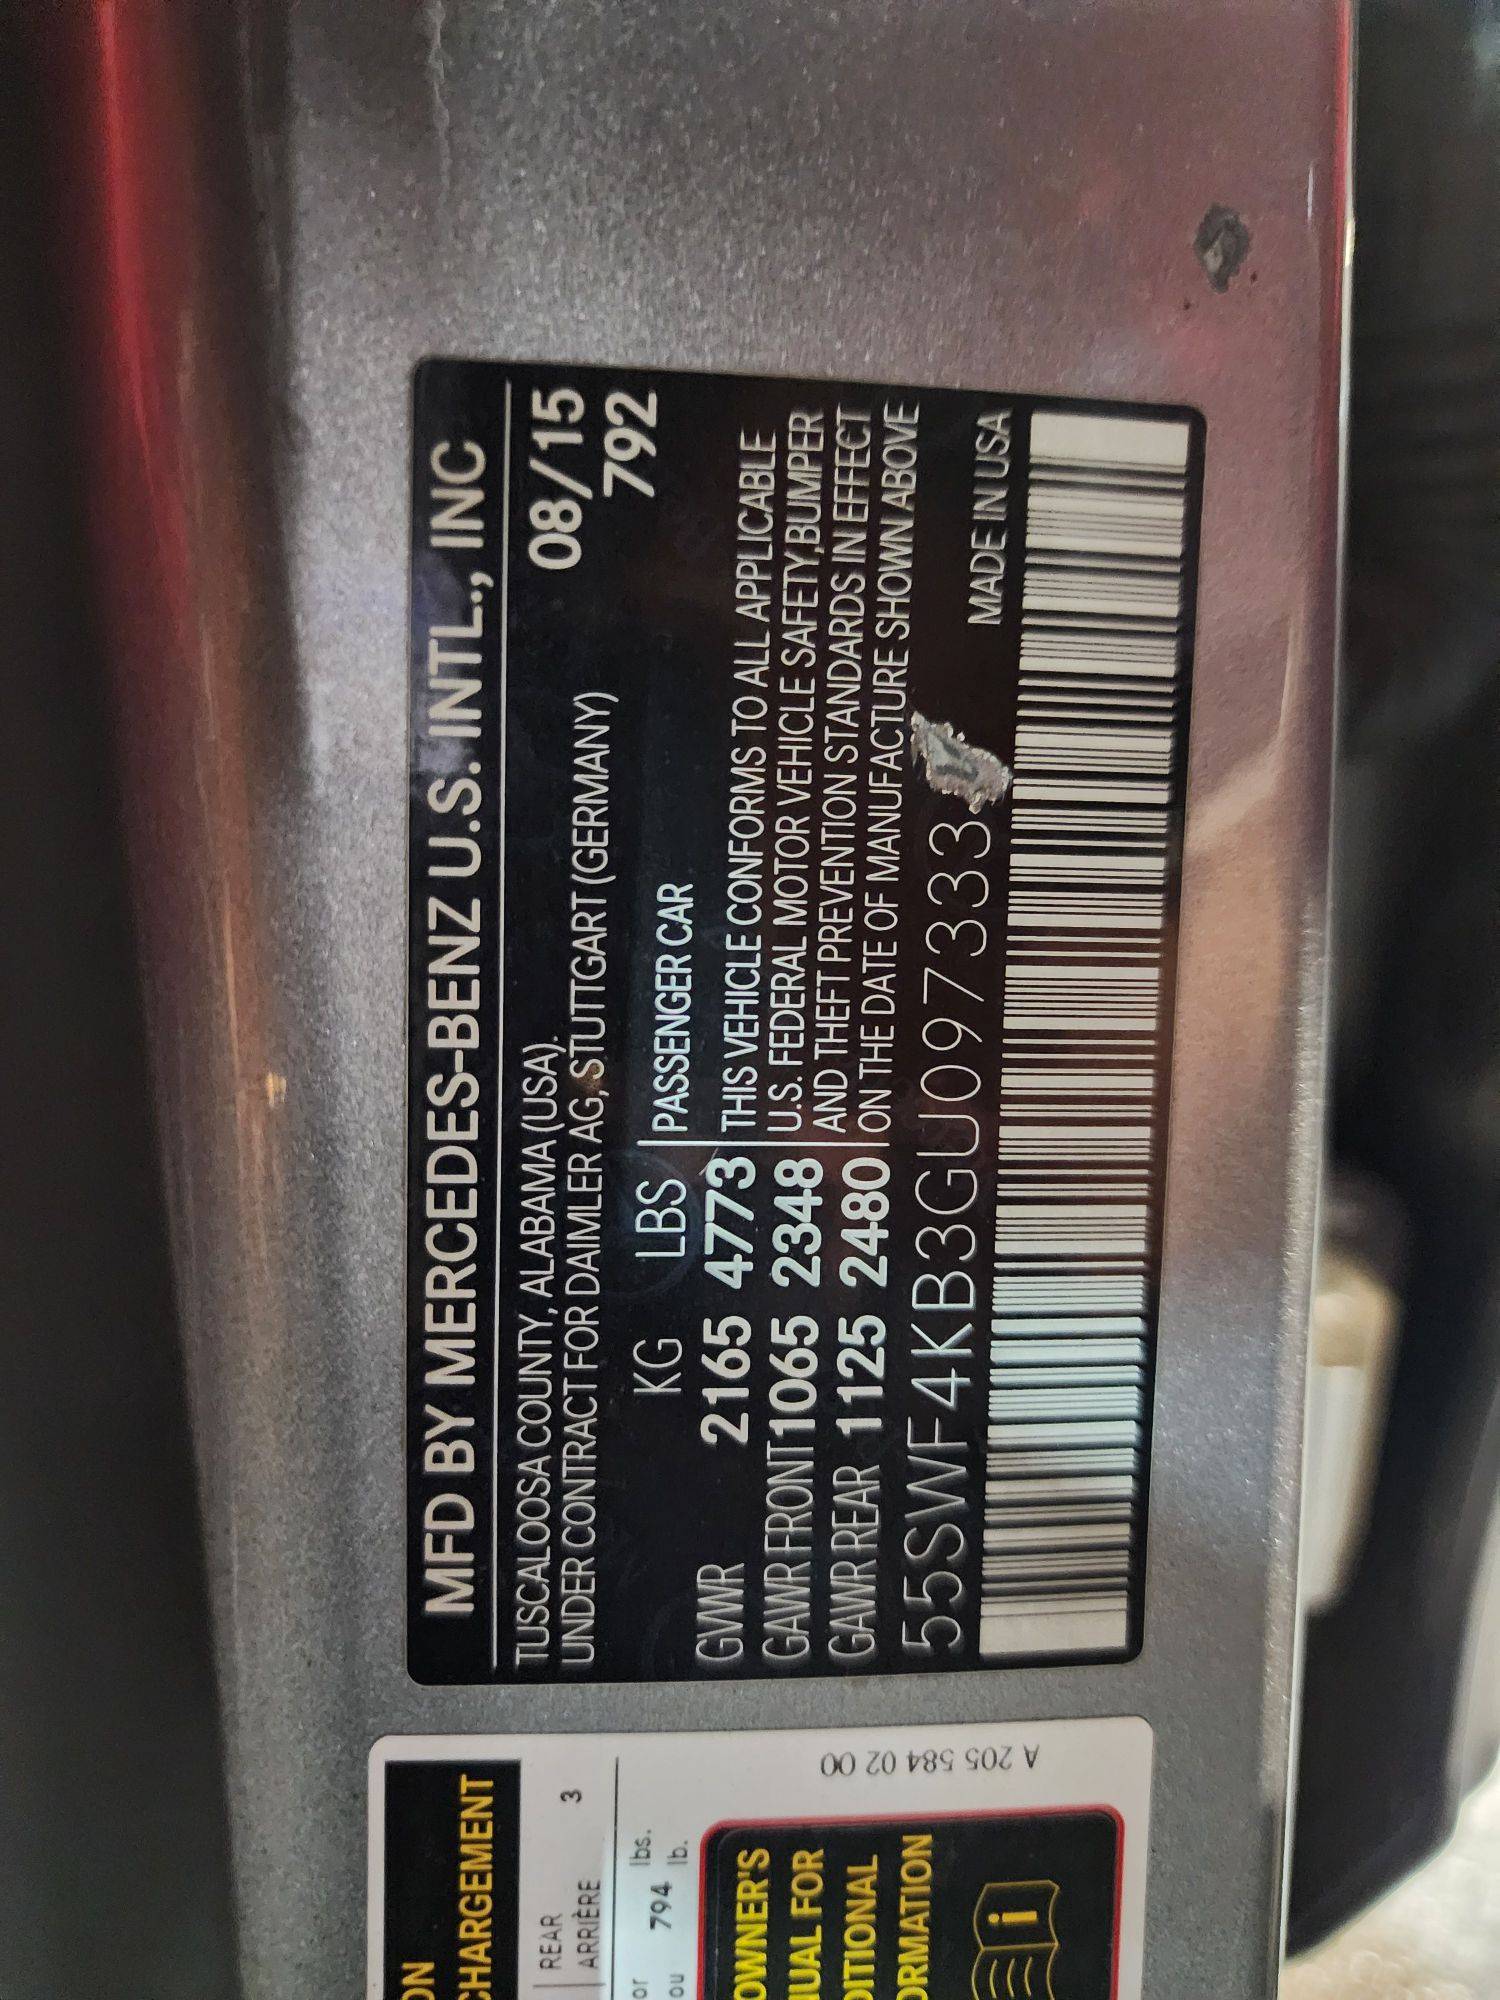 MFD BY MERCEDES-BENZ U.S. INTL., INC
TUSCALOOSA COUNTY, ALABAMA (USA). 08/15
UNDER CONTRACT FOR DAIMLER AG, STUTTGART (GERMANY) 792
KG LBS PASSENGER CAR
GVWR 2165 4773 THIS VEHICLE CONFORMS TO ALL APPLICABLE
GAWR FRONT 1065 2348 U.S. FEDERAL MOTOR VEHICLE SAFETY, BUMPER
AND THEFT PREVENTION STANDARDS IN EFFECT
GAWR REAR 1125 2480 ON THE DATE OF MANUFACTURE SHOWN ABOVE
55SWF4KB3GU097333
MADE IN USA
ON
CHARGEMENT
REAR
ARRIÈRE 3
or 794 lbs.
ou lb.
OWNER'S
UAL FOR
DITIONAL
ORMATION
i
A 205 584 02 00